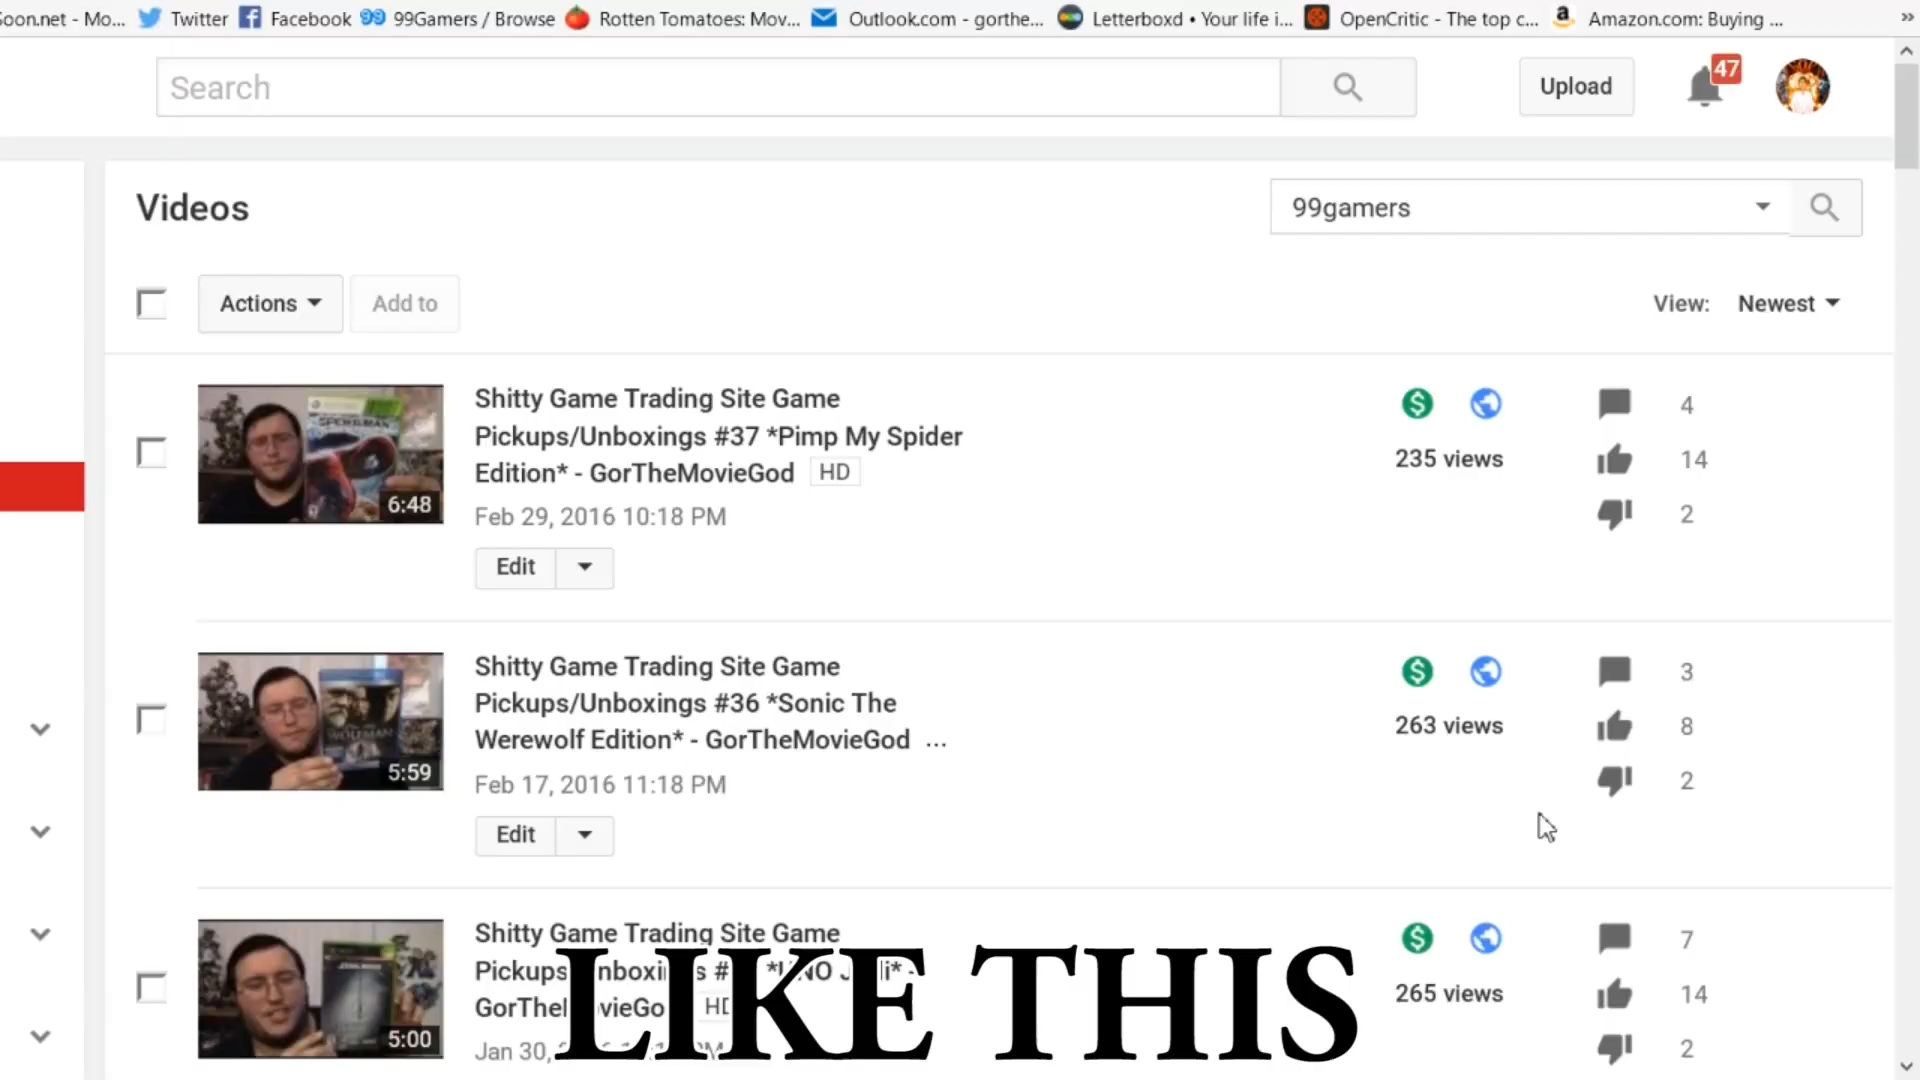 Soon.net - Mo... Twitter Facebook 99Gamers / Browse Rotten Tomatoes: Mov... Outlook.com - gorthe... Letterboxd • Your life i... OpenCritic - The top c... Amazon.com: Buying ... »
Search Upload 47
Videos 99gamers
Actions Add to View: Newest
Shitty Game Trading Site Game
Pickups/Unboxings #37 *Pimp My Spider
Edition* - GorTheMovieGod HD
Feb 29, 2016 10:18 PM
Edit
6:48
235 views
4
14
2
Shitty Game Trading Site Game
Pickups/Unboxings #36 *Sonic The
Werewolf Edition* - GorTheMovieGod ...
Feb 17, 2016 11:18 PM
Edit
WOLFMAN
5:59
263 views
3
8
2
Shitty Game Trading Site Game
Pickups
HD
Jan 30,
5:00
265 views
7
14
2
LIKE THIS